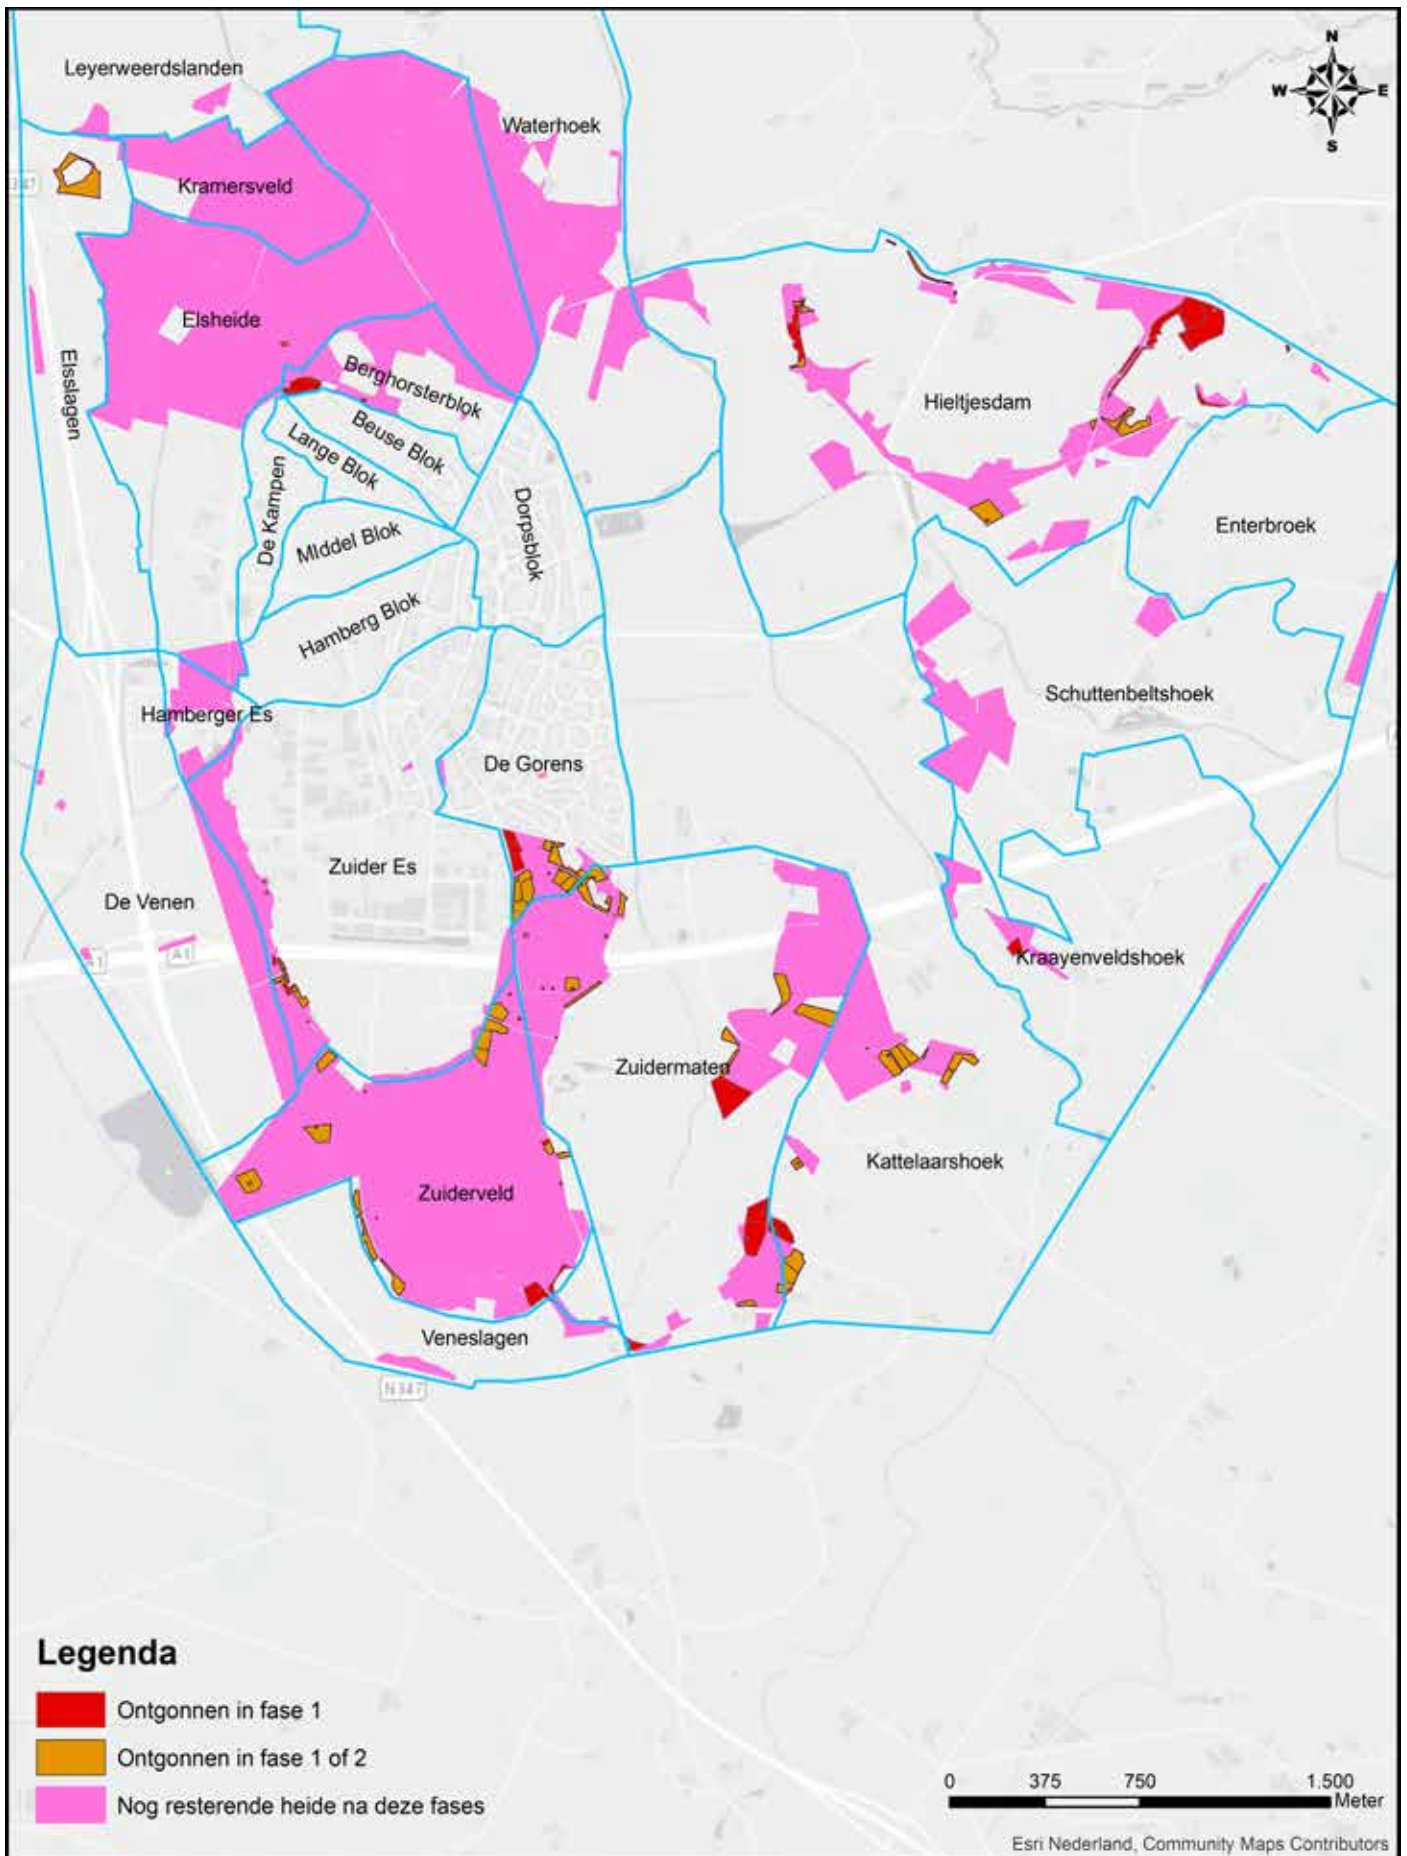 N
W E
S
Leyerweerdslanden
Waterhoek
Kramersveld
Elsheide
Elsslagen
Berghorsterblok
Beuse Blok
Lange Blok
De Kampen
MIddel Blok
Dorpsblok
Hamberg Blok
Hieltjesdam
Enterbroek
Schuttenbeltshoek
Hamberger Es
De Gorens
Zuider Es
De Venen
A1
Kraayenveldshoek
Zuidermaten
Kattelaarshoek
Zuiderveld
Veneslagen
N347
Legenda
Ontgonnen in fase 1
Ontgonnen in fase 1 of 2
Nog resterende heide na deze fases
0 375 750 1.500
Meter
Esri Nederland, Community Maps Contributors